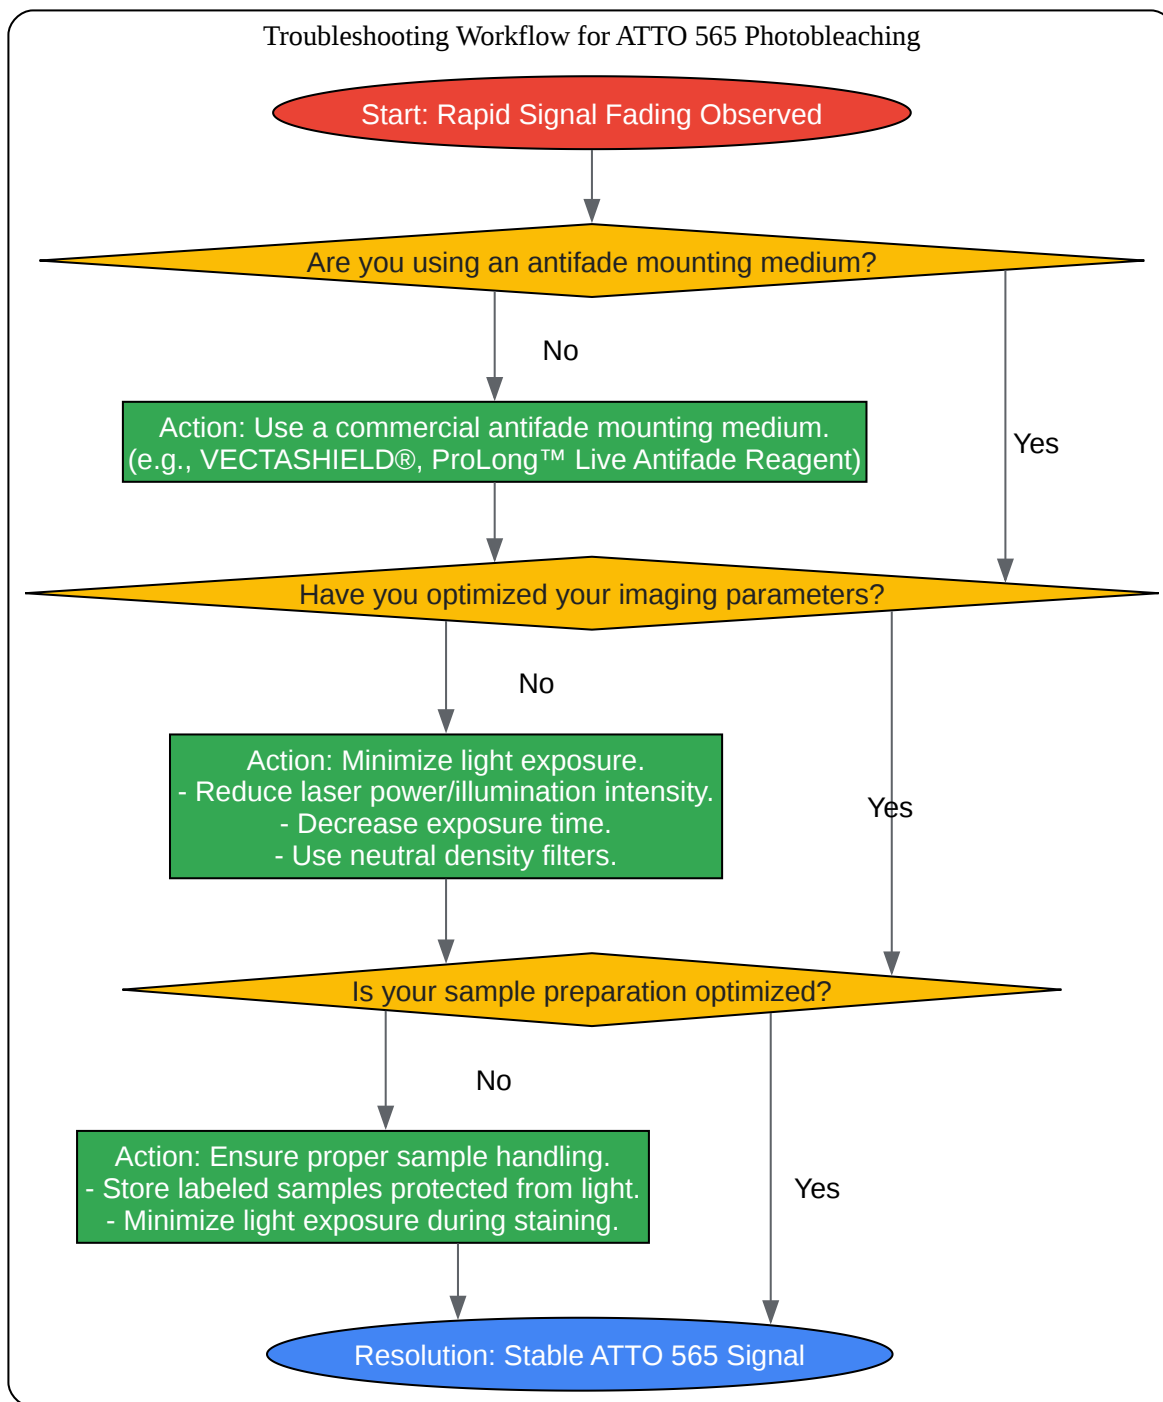 Troubleshooting Workflow for ATTO 565 Photobleaching
Start: Rapid Signal Fading Observed
Are you using an antifade mounting medium?
No
Action: Use a commercial antifade mounting medium.
(e.g., VECTASHIELD®, ProLong™ Live Antifade Reagent)
Yes
Have you optimized your imaging parameters?
No
Action: Minimize light exposure.
- Reduce laser power/illumination intensity.
- Decrease exposure time.
- Use neutral density filters.
Yes
Is your sample preparation optimized?
No
Action: Ensure proper sample handling.
- Store labeled samples protected from light.
- Minimize light exposure during staining.
Yes
Resolution: Stable ATTO 565 Signal